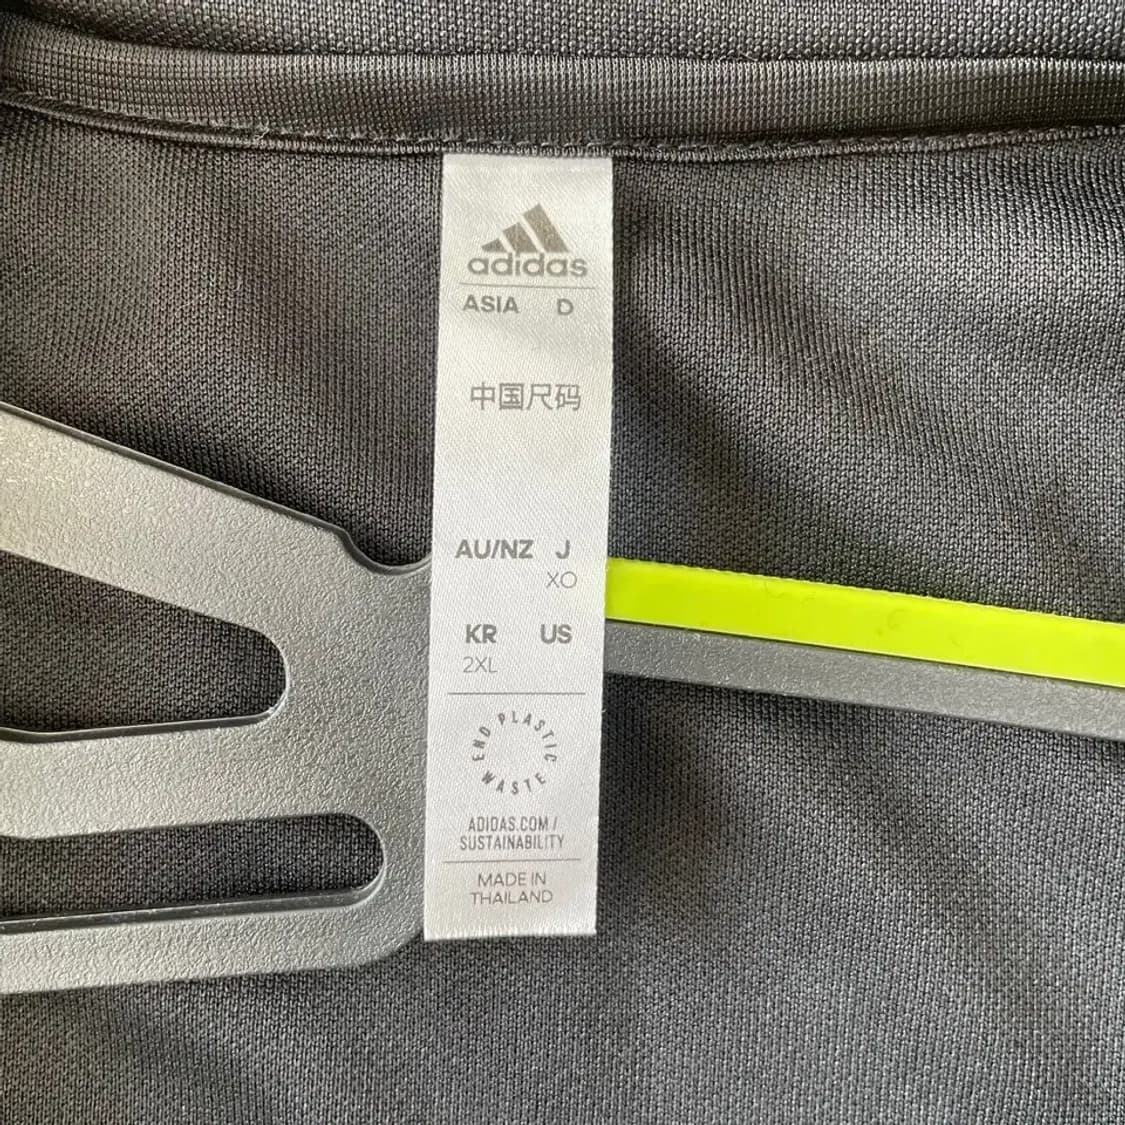 adidas
ASIA D
中国尺码
AU/NZ J
XO
KR US
2XL
END PLASTIC WASTE
ADIDAS.COM /
SUSTAINABILITY
MADE IN
THAILAND